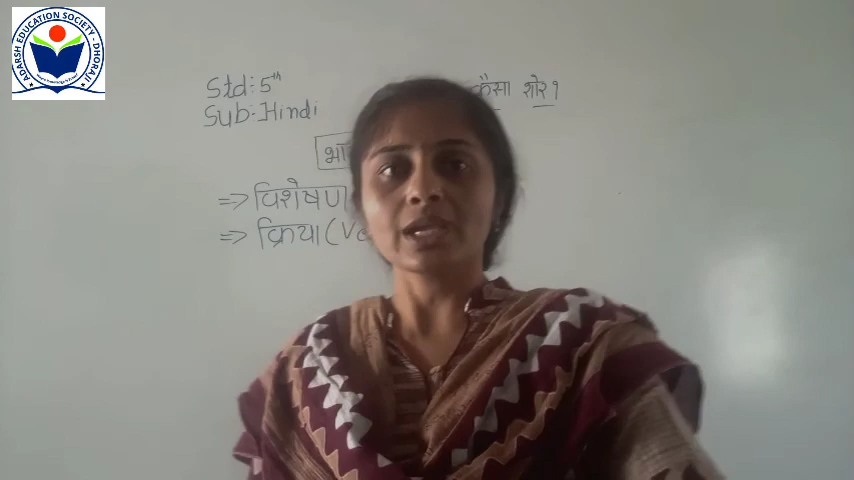 ADARSH EDUCATION SOCIETY - DHORAJI
Std: 5th
Sub:- Hindi
कैसा शोर ?
=> विशेषण
=> क्रिया (